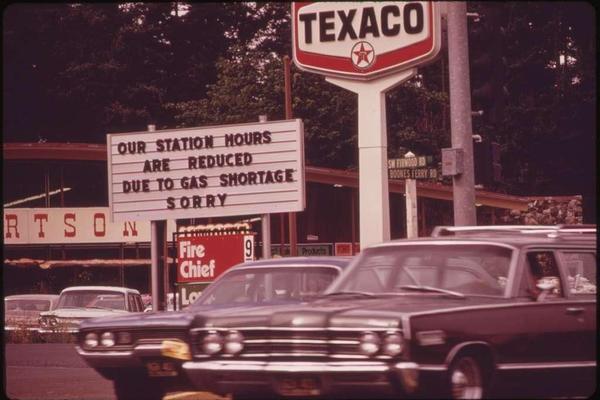 TEXACO
T
OUR STATION HOURS
ARE REDUCED
DUE TO GAS SHORTAGE
SORRY
SW FIRWOOD RD
BOONES FERRY RD
RTSON
9
Fire
Chief
Products